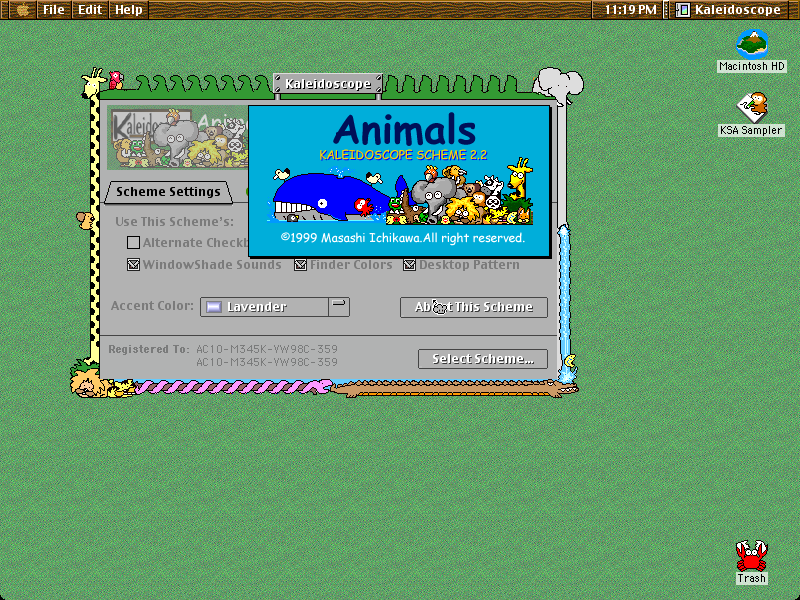 File Edit Help
11:19 PM
Kaleidoscope
Macintosh HD
KSA Sampler
Kaleidoscope
Kaleido
Anim
Animals
KALEIDOSCOPE SCHEME 2.2
©1999 Masashi Ichikawa.All right reserved.
Scheme Settings
Use This Scheme's:
Alternate Checkb
WindowShade Sounds
Finder Colors
Desktop Pattern
Accent Color:
Lavender
About This Scheme
Registered To:
AC10-M345K-YW98C-359
AC10-M345K-YW98C-359
Select Scheme...
Trash